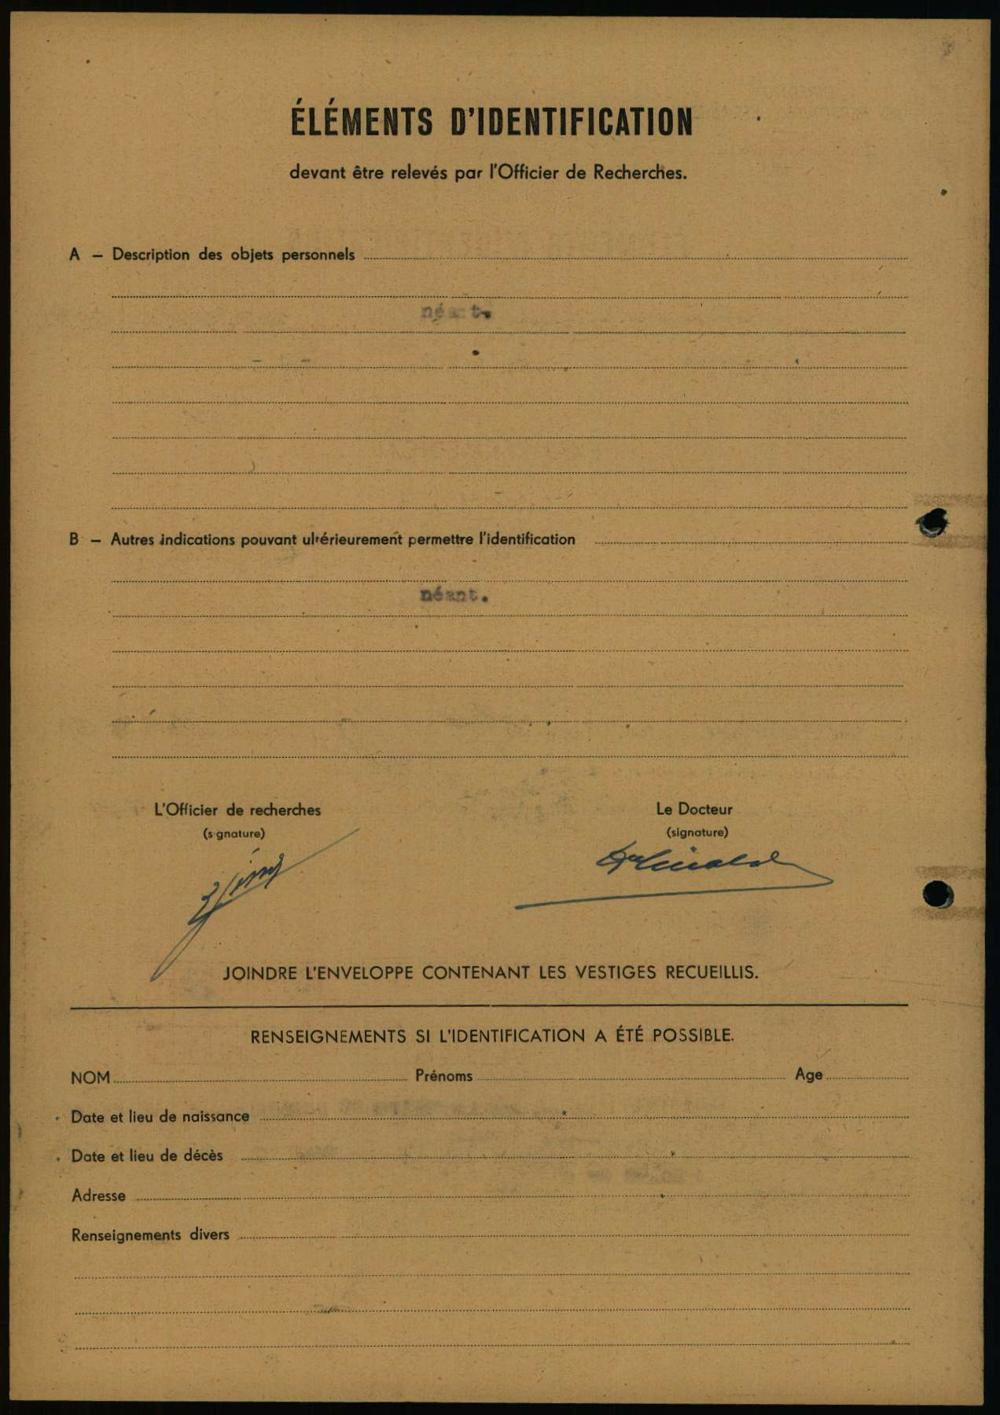 ÉLÉMENTS D'IDENTIFICATION
devant être relevés par l'Officier de Recherches.
A — Description des objets personnels
néant.
B — Autres indications pouvant ultérieurement permettre l'identification
néant.
L'Officier de recherches
(signature)
Le Docteur
(signature)
JOINDRE L'ENVELOPPE CONTENANT LES VESTIGES RECUEILLIS.
RENSEIGNEMENTS SI L'IDENTIFICATION A ÉTÉ POSSIBLE.
NOM Prénoms Age
Date et lieu de naissance
Date et lieu de décès
Adresse
Renseignements divers